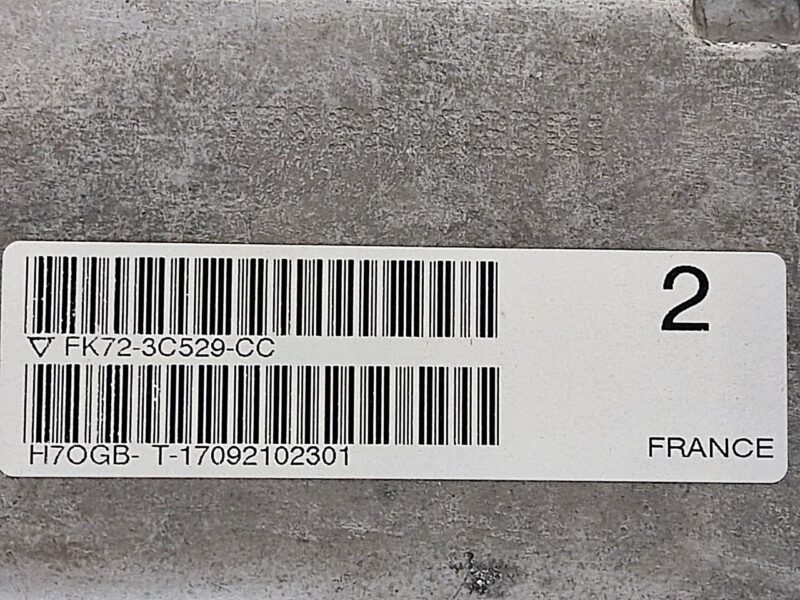 2
▽ FK72-3C529-CC
H7OGB- T-17092102301
FRANCE